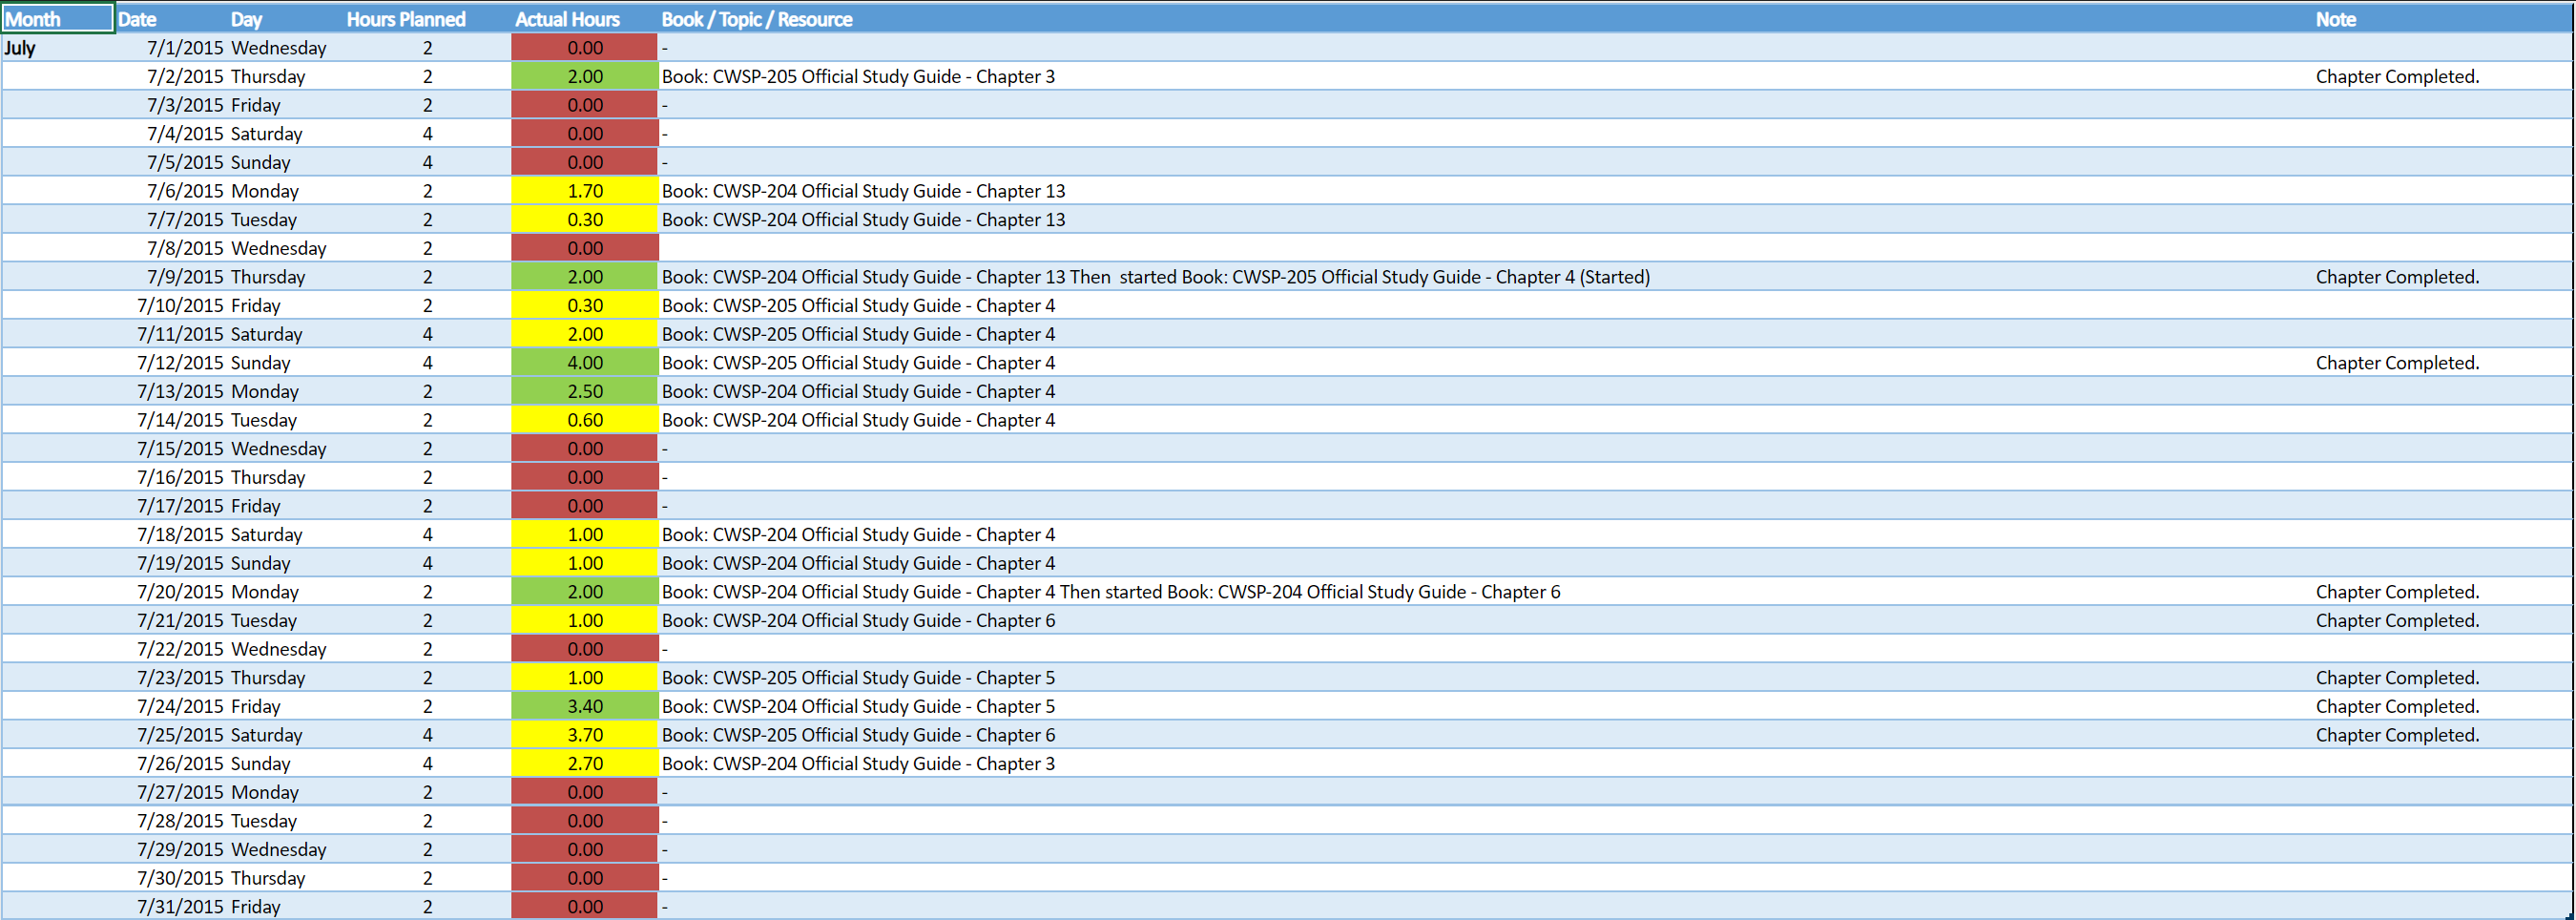 Month Date Day Hours Planned Actual Hours Book / Topic / Resource Note
July 7/1/2015 Wednesday 2 0.00 -
7/2/2015 Thursday 2 2.00 Book: CWSP-205 Official Study Guide - Chapter 3 Chapter Completed.
7/3/2015 Friday 2 0.00 -
7/4/2015 Saturday 4 0.00 -
7/5/2015 Sunday 4 0.00 -
7/6/2015 Monday 2 1.70 Book: CWSP-204 Official Study Guide - Chapter 13
7/7/2015 Tuesday 2 0.30 Book: CWSP-204 Official Study Guide - Chapter 13
7/8/2015 Wednesday 2 0.00
7/9/2015 Thursday 2 2.00 Book: CWSP-204 Official Study Guide - Chapter 13 Then  started Book: CWSP-205 Official Study Guide - Chapter 4 (Started) Chapter Completed.
7/10/2015 Friday 2 0.30 Book: CWSP-205 Official Study Guide - Chapter 4
7/11/2015 Saturday 4 2.00 Book: CWSP-205 Official Study Guide - Chapter 4
7/12/2015 Sunday 4 4.00 Book: CWSP-205 Official Study Guide - Chapter 4 Chapter Completed.
7/13/2015 Monday 2 2.50 Book: CWSP-204 Official Study Guide - Chapter 4
7/14/2015 Tuesday 2 0.60 Book: CWSP-204 Official Study Guide - Chapter 4
7/15/2015 Wednesday 2 0.00 -
7/16/2015 Thursday 2 0.00 -
7/17/2015 Friday 2 0.00 -
7/18/2015 Saturday 4 1.00 Book: CWSP-204 Official Study Guide - Chapter 4
7/19/2015 Sunday 4 1.00 Book: CWSP-204 Official Study Guide - Chapter 4
7/20/2015 Monday 2 2.00 Book: CWSP-204 Official Study Guide - Chapter 4 Then started Book: CWSP-204 Official Study Guide - Chapter 6 Chapter Completed.
7/21/2015 Tuesday 2 1.00 Book: CWSP-204 Official Study Guide - Chapter 6 Chapter Completed.
7/22/2015 Wednesday 2 0.00 -
7/23/2015 Thursday 2 1.00 Book: CWSP-205 Official Study Guide - Chapter 5 Chapter Completed.
7/24/2015 Friday 2 3.40 Book: CWSP-204 Official Study Guide - Chapter 5 Chapter Completed.
7/25/2015 Saturday 4 3.70 Book: CWSP-205 Official Study Guide - Chapter 6 Chapter Completed.
7/26/2015 Sunday 4 2.70 Book: CWSP-204 Official Study Guide - Chapter 3
7/27/2015 Monday 2 0.00 -
7/28/2015 Tuesday 2 0.00 -
7/29/2015 Wednesday 2 0.00 -
7/30/2015 Thursday 2 0.00 -
7/31/2015 Friday 2 0.00 -